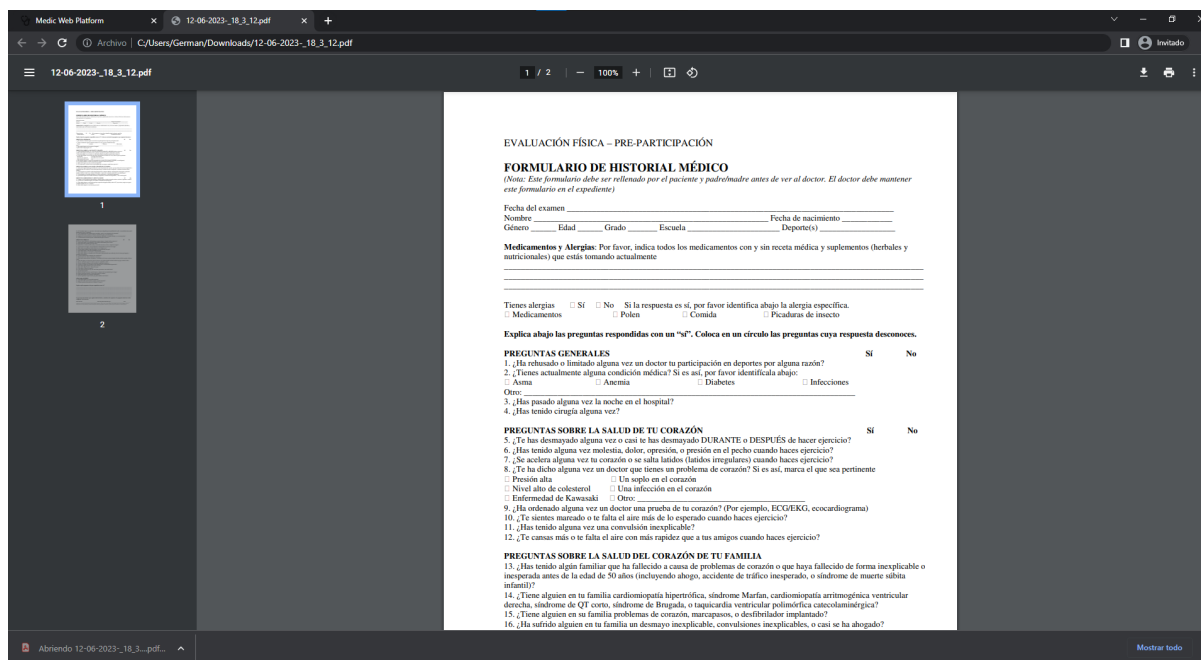 Medic Web Platform
12-06-2023-_18_3_12.pdf
Archivo
C:/Users/German/Downloads/12-06-2023-_18_3_12.pdf
Invitado
12-06-2023-_18_3_12.pdf
1 / 2
100%
1
2
EVALUACIÓN FÍSICA – PRE-PARTICIPACIÓN
FORMULARIO DE HISTORIAL MÉDICO
(Nota: Este formulario debe ser rellenado por el paciente y padre/madre antes de ver al doctor. El doctor debe mantener
este formulario en el expediente)
Fecha del examen
Nombre Fecha de nacimiento
Género Edad Grado Escuela Deporte(s)
Medicamentos y Alergias: Por favor, indica todos los medicamentos con y sin receta médica y suplementos (herbales y
nutricionales) que estás tomando actualmente
Tienes alergias □ Sí □ No Si la respuesta es sí, por favor identifica abajo la alergia específica.
□ Medicamentos □ Polen □ Comida □ Picaduras de insecto
Explica abajo las preguntas respondidas con un “sí”. Coloca en un círculo las preguntas cuya respuesta desconoces.
PREGUNTAS GENERALES Sí No
1. ¿Ha rehusado o limitado alguna vez un doctor tu participación en deportes por alguna razón?
2. ¿Tienes actualmente alguna condición médica? Si es así, por favor identifícala abajo:
□ Asma □ Anemia □ Diabetes □ Infecciones
Otro:
3. ¿Has pasado alguna vez la noche en el hospital?
4. ¿Has tenido cirugía alguna vez?
PREGUNTAS SOBRE LA SALUD DE TU CORAZÓN Sí No
5. ¿Te has desmayado alguna vez o casi te has desmayado DURANTE o DESPUÉS de hacer ejercicio?
6. ¿Has tenido alguna vez molestia, dolor, opresión, o presión en el pecho cuando haces ejercicio?
7. ¿Se acelera alguna vez tu corazón o se salta latidos (latidos irregulares) cuando haces ejercicio?
8. ¿Te ha dicho alguna vez un doctor que tienes un problema de corazón? Si es así, marca el que sea pertinente
□ Presión alta □ Un soplo en el corazón
□ Nivel alto de colesterol □ Una infección en el corazón
□ Enfermedad de Kawasaki □ Otro:
9. ¿Ha ordenado alguna vez un doctor una prueba de tu corazón? (Por ejemplo, ECG/EKG, ecocardiograma)
10. ¿Te sientes mareado o te falta el aire más de lo esperado cuando haces ejercicio?
11. ¿Has tenido alguna vez una convulsión inexplicable?
12. ¿Te cansas más o te falta el aire con más rapidez que a tus amigos cuando haces ejercicio?
PREGUNTAS SOBRE LA SALUD DEL CORAZÓN DE TU FAMILIA
13. ¿Has tenido algún familiar que ha fallecido a causa de problemas de corazón o que haya fallecido de forma inexplicable o
inesperada antes de la edad de 50 años (incluyendo ahogo, accidente de tráfico inesperado, o síndrome de muerte súbita
infantil)?
14. ¿Tiene alguien en tu familia cardiomiopatía hipertrófica, síndrome Marfan, cardiomiopatía arritmogénica ventricular
derecha, síndrome de QT corto, síndrome de Brugada, o taquicardia ventricular polimórfica catecolaminérgica?
15. ¿Tiene alguien en su familia problemas de corazón, marcapasos, o desfibrilador implantado?
16. ¿Ha sufrido alguien en tu familia un desmayo inexplicable, convulsiones inexplicables, o casi se ha ahogado?
Abriendo 12-06-2023-_18_3....pdf...
Mostrar todo